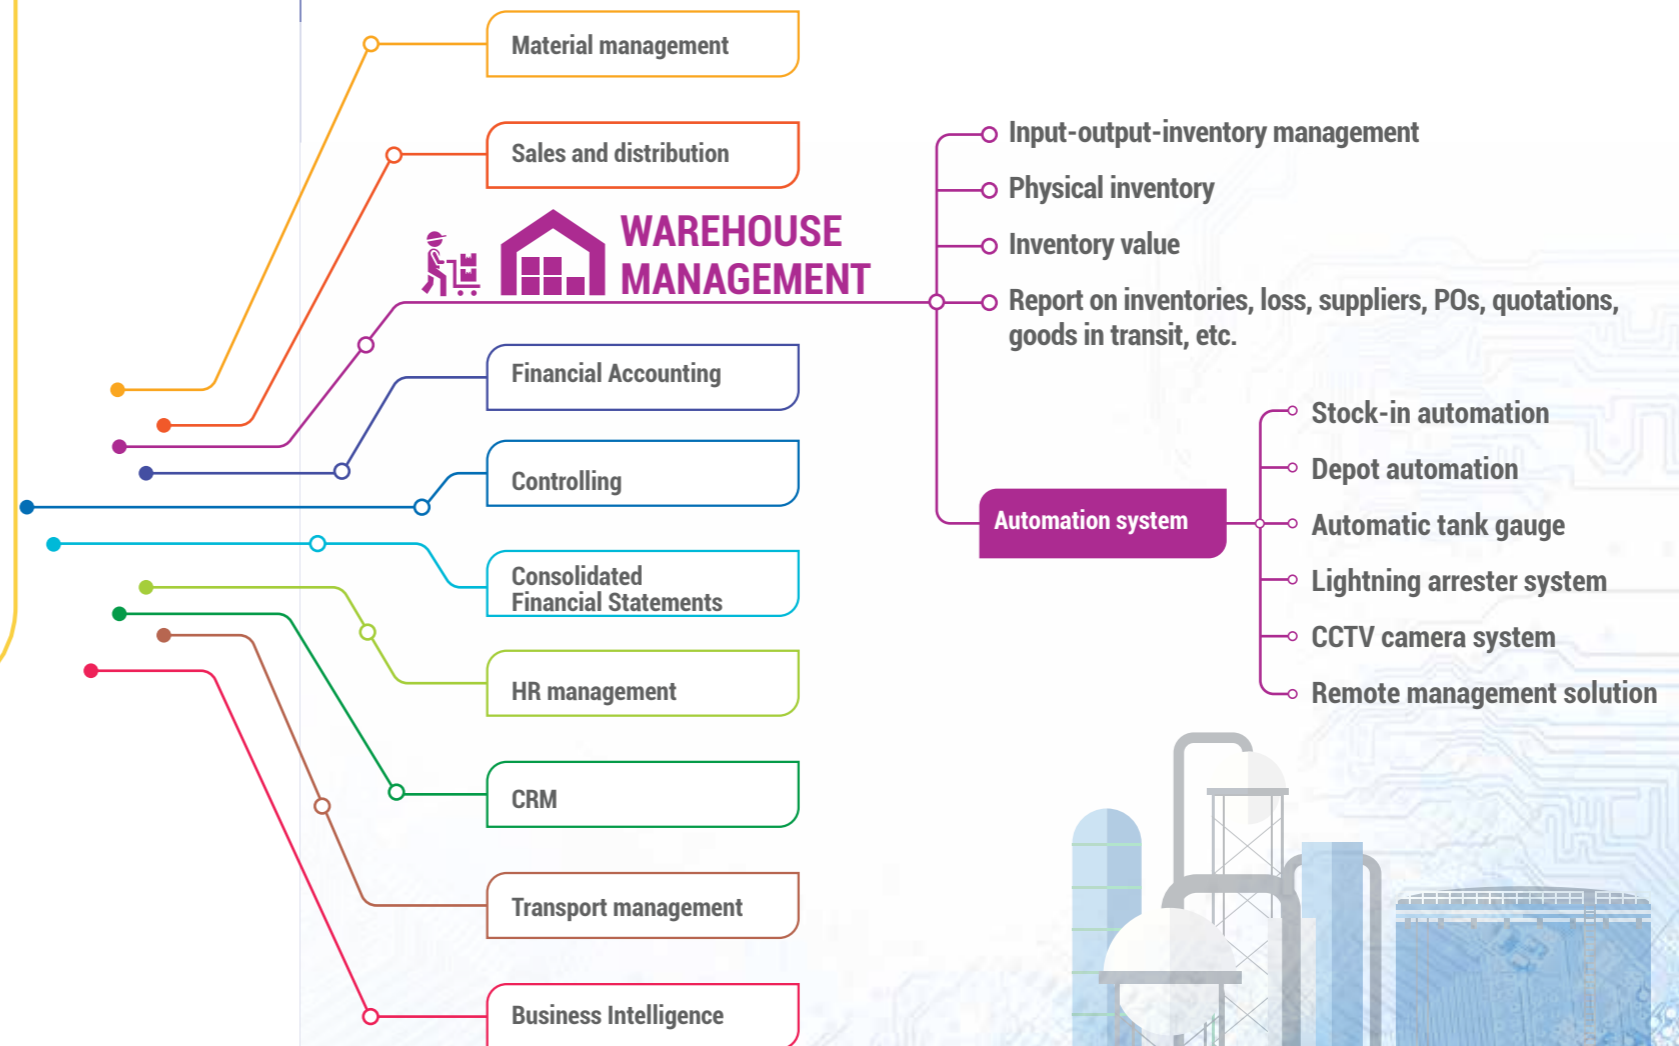 Material management
Sales and distribution
WAREHOUSE
MANAGEMENT
Financial Accounting
Controlling
Consolidated
Financial Statements
HR management
CRM
Transport management
Business Intelligence
Input-output-inventory management
Physical inventory
Inventory value
Report on inventories, loss, suppliers, POs, quotations,
goods in transit, etc.
Automation system
Stock-in automation
Depot automation
Automatic tank gauge
Lightning arrester system
CCTV camera system
Remote management solution